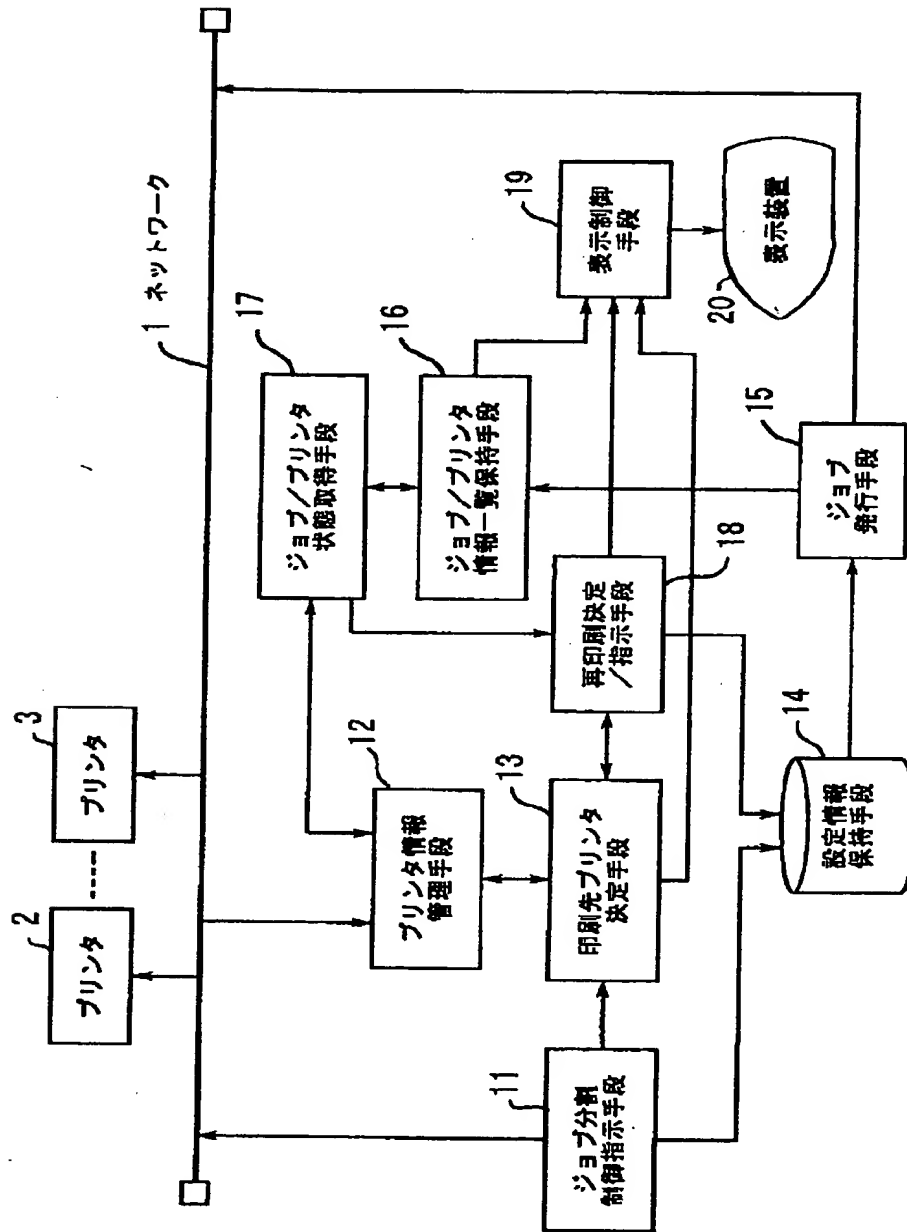 1 ネットワーク
2
プリンタ
3
プリンタ
17
ジョブ/プリンタ
状態取得手段
16
ジョブ/プリンタ
情報一覧保持手段
19
表示制御
手段
20
表示装置
12
プリンタ情報
管理手段
18
再印刷決定
/指示手段
13
印刷先プリンタ
決定手段
11
ジョブ分割
制御指示手段
14
設定情報
保持手段
15
ジョブ
発行手段